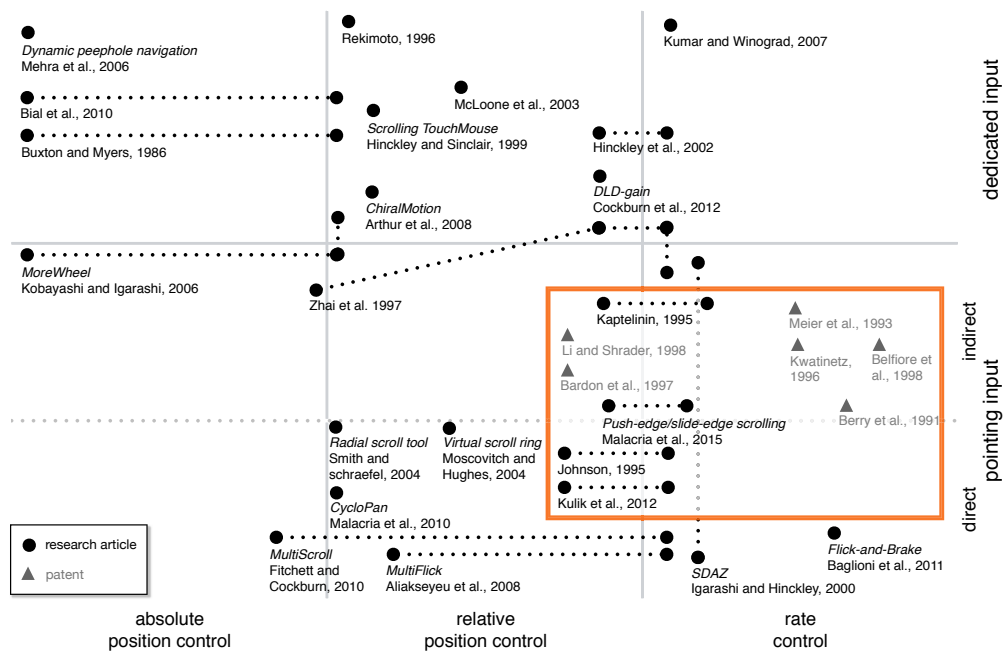 Rekimoto, 1996
Kumar and Winograd, 2007
Dynamic peephole navigation
Mehra et al., 2006
Bial et al., 2010
McLoone et al., 2003
Scrolling TouchMouse
Hinckley and Sinclair, 1999
Buxton and Myers, 1986
Hinckley et al., 2002
DLD-gain
Cockburn et al., 2012
ChiralMotion
Arthur et al., 2008
MoreWheel
Kobayashi and Igarashi, 2006
Zhai et al. 1997
Kaptelinin, 1995
Meier et al., 1993
Li and Shrader, 1998
Kwatinetz,
1996
Belfiore et
al., 1998
Bardon et al., 1997
Berry et al., 1991
Push-edge/slide-edge scrolling
Malacria et al., 2015
Radial scroll tool
Smith and
schraefel, 2004
Virtual scroll ring
Moscovitch and
Hughes, 2004
Johnson, 1995
Kulik et al., 2012
CycloPan
Malacria et al., 2010
MultiScroll
Fitchett and
Cockburn, 2010
MultiFlick
Aliakseyeu et al., 2008
SDAZ
Igarashi and Hinckley, 2000
Flick-and-Brake
Baglioni et al., 2011
research article
patent
absolute
position control
relative
position control
rate
control
dedicated input
indirect
pointing input
direct